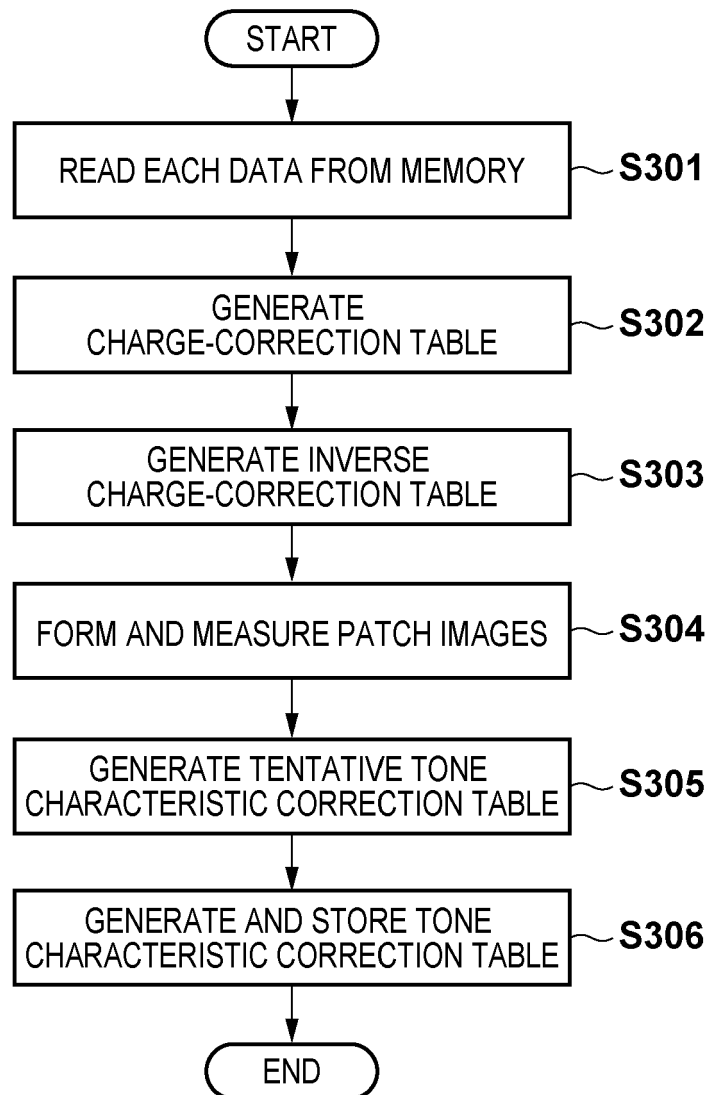 START
READ EACH DATA FROM MEMORY
S301
GENERATE
CHARGE-CORRECTION TABLE
S302
GENERATE INVERSE
CHARGE-CORRECTION TABLE
S303
FORM AND MEASURE PATCH IMAGES
S304
GENERATE TENTATIVE TONE
CHARACTERISTIC CORRECTION TABLE
S305
GENERATE AND STORE TONE
CHARACTERISTIC CORRECTION TABLE
S306
END